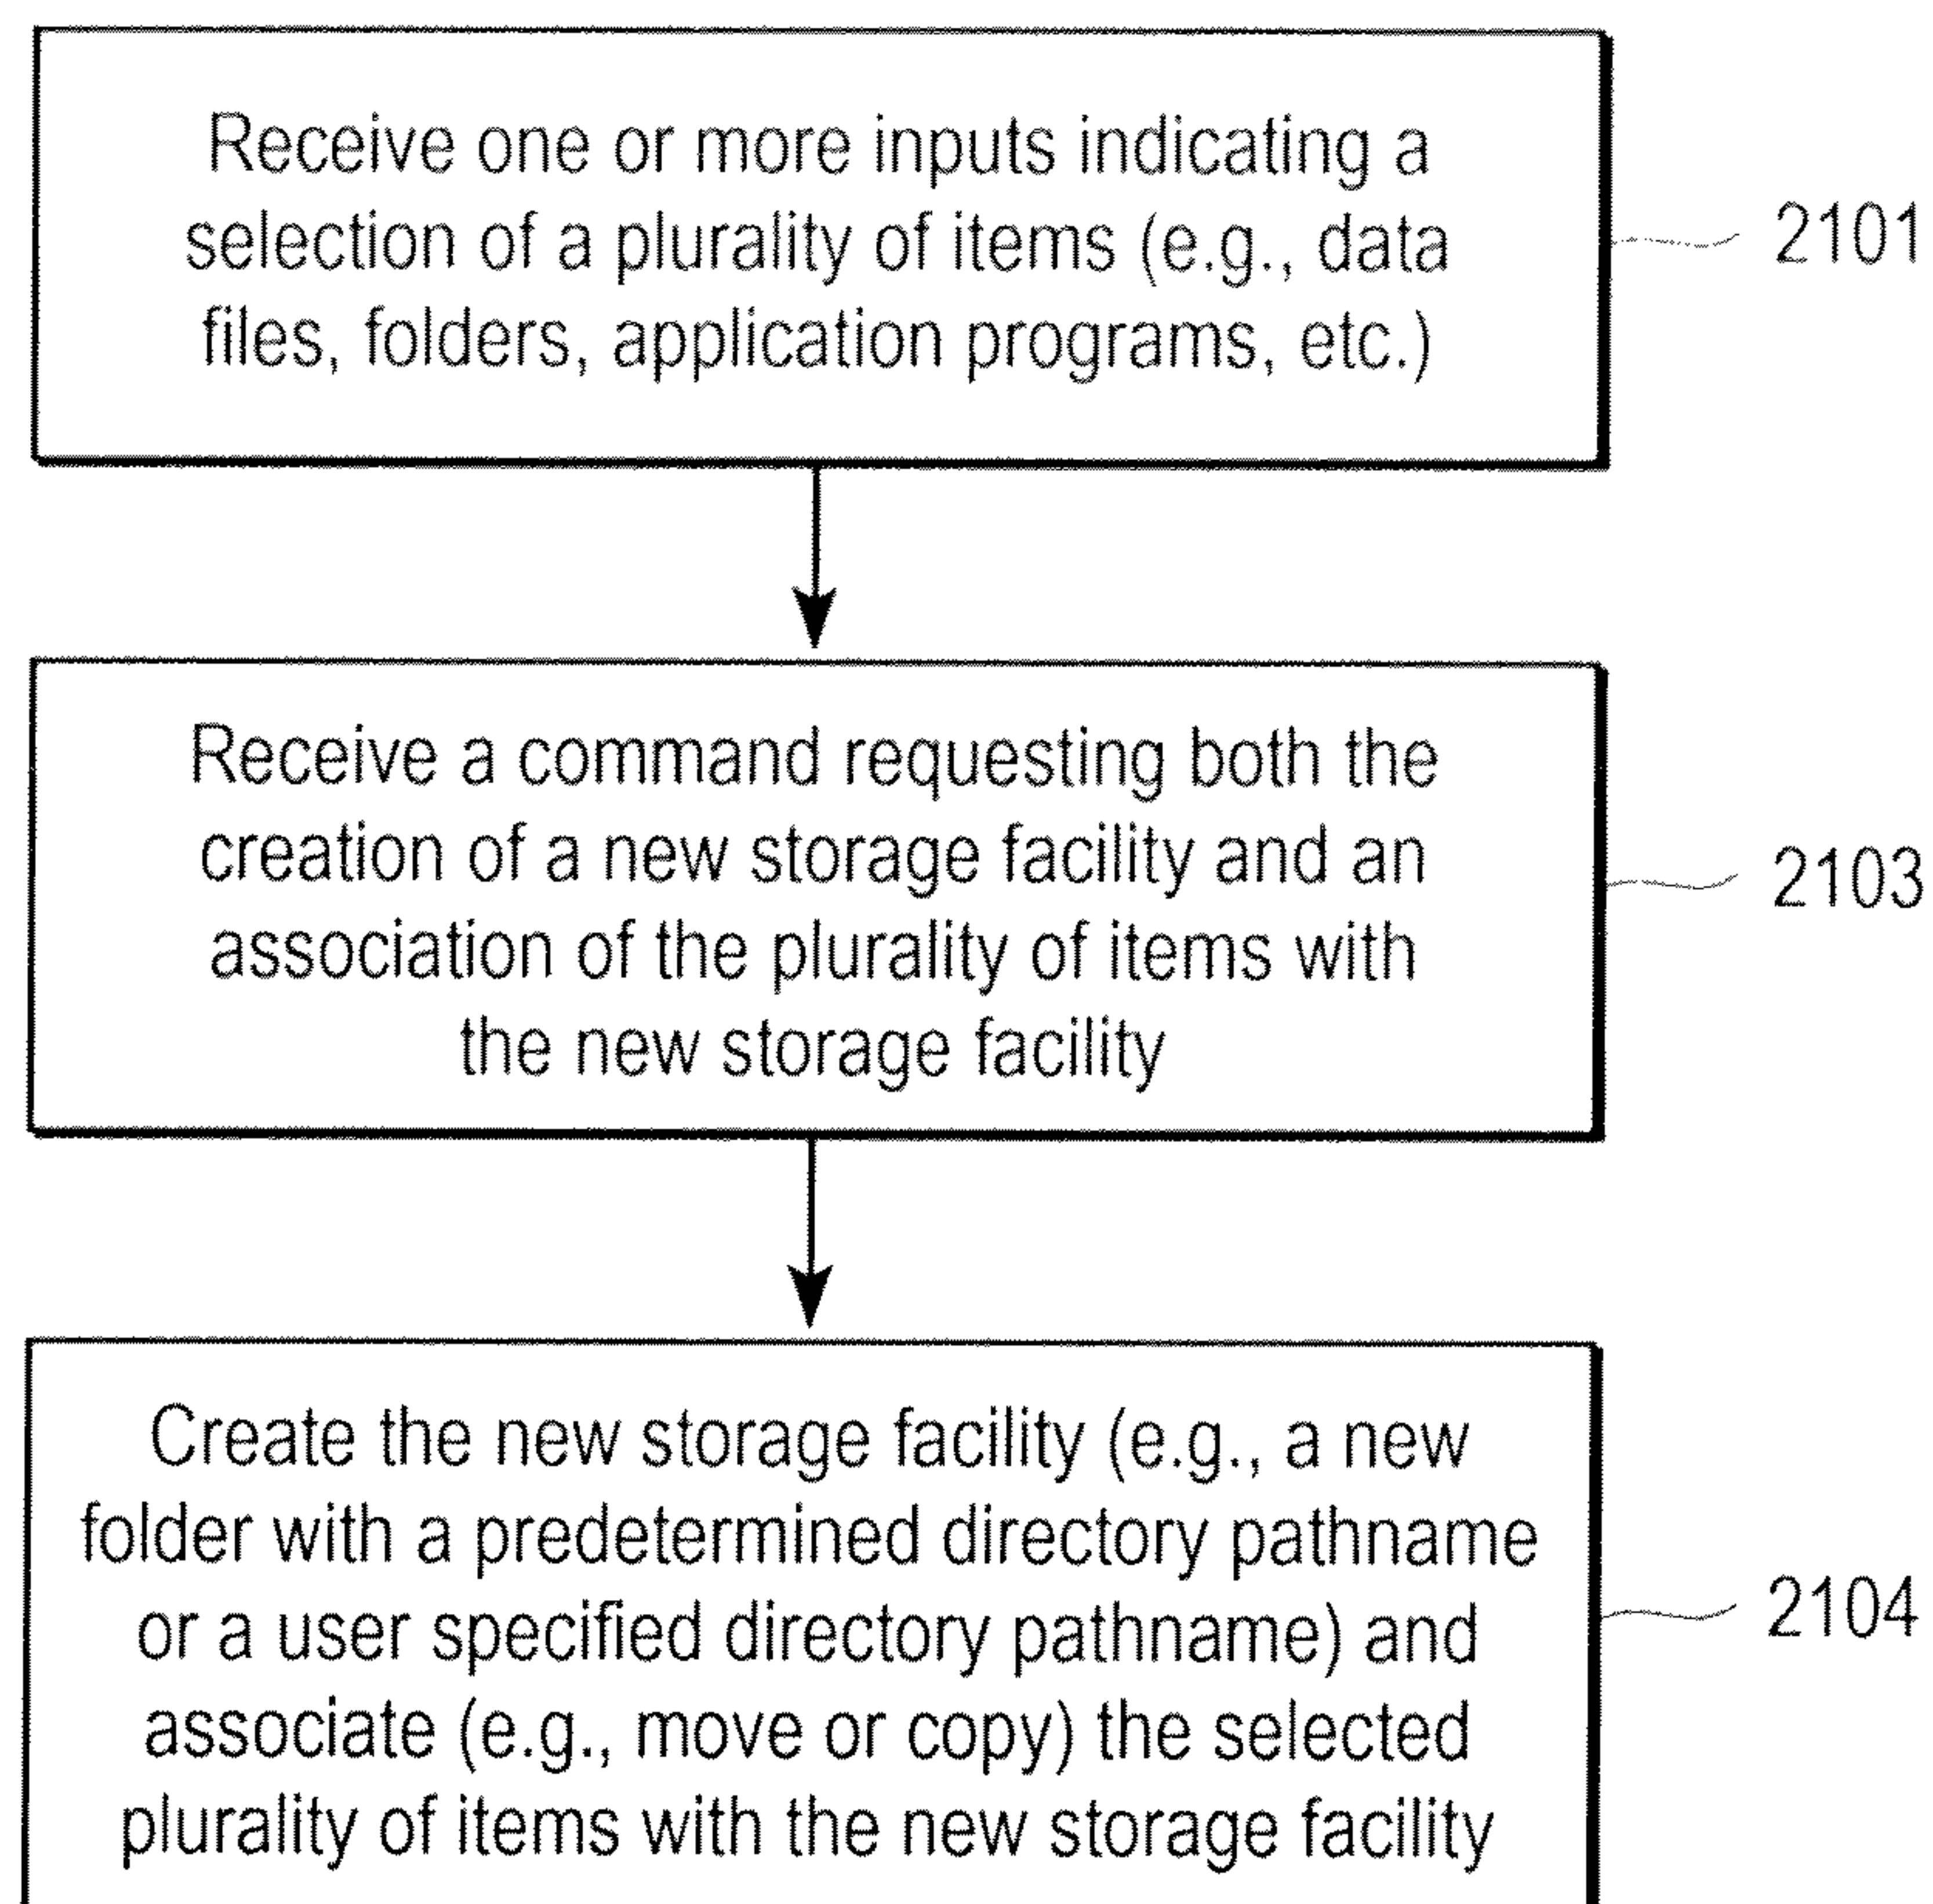 Receive one or more inputs indicating a
selection of a plurality of items (e.g., data
files, folders, application programs, etc.)
2101
Receive a command requesting both the
creation of a new storage facility and an
association of the plurality of items with
the new storage facility
2103
Create the new storage facility (e.g., a new
folder with a predetermined directory pathname
or a user specified directory pathname) and
associate (e.g., move or copy) the selected
plurality of items with the new storage facility
2104